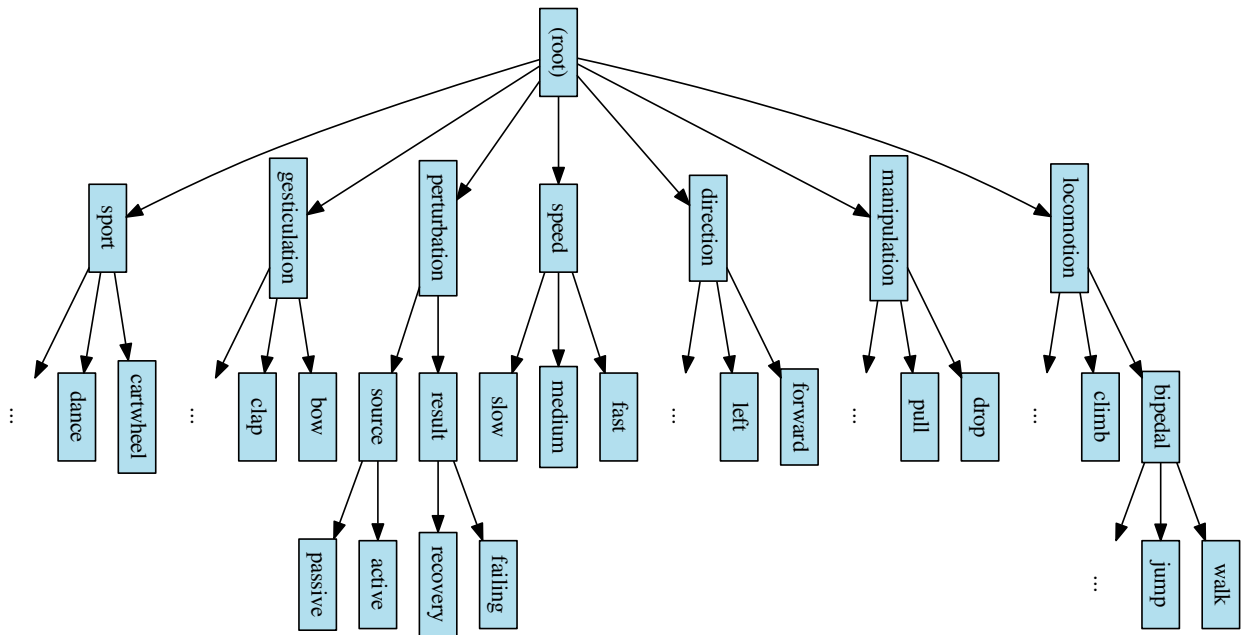 (root)
sport
gesticulation
perturbation
speed
direction
manipulation
locomotion
...
dance
cartwheel
...
clap
bow
source
result
slow
medium
fast
...
left
forward
...
pull
drop
...
climb
bipedal
passive
active
recovery
failing
...
jump
walk